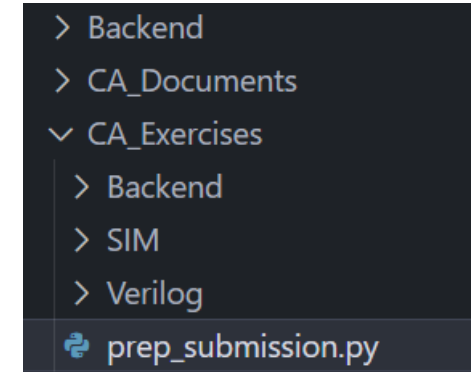 Backend
CA_Documents
CA_Exercises
Backend
SIM
Verilog
prep_submission.py